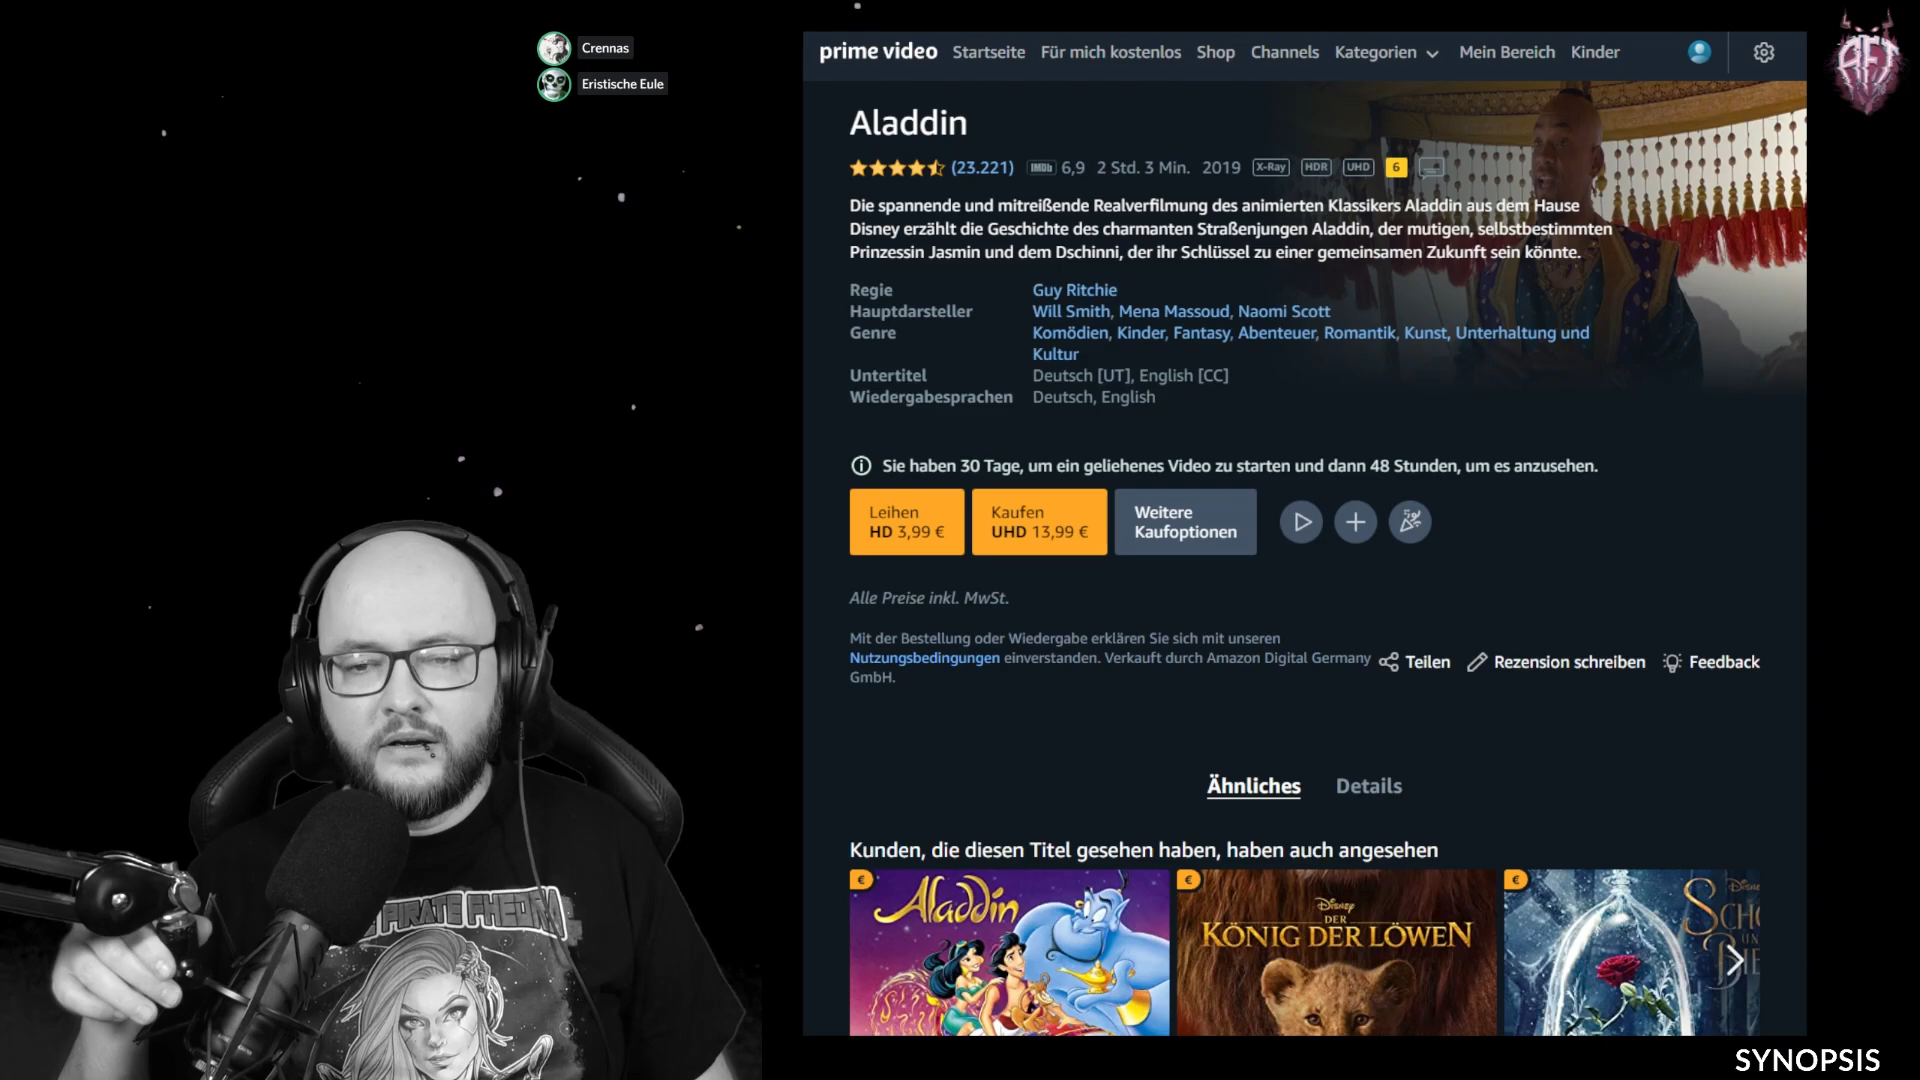 Crennas
Eristische Eule
prime video Startseite Für mich kostenlos Shop Channels Kategorien Mein Bereich Kinder
AFT
Aladdin
(23.221) IMDb 6,9 2 Std. 3 Min. 2019 X-Ray HDR UHD 6
Die spannende und mitreißende Realverfilmung des animierten Klassikers Aladdin aus dem Hause
Disney erzählt die Geschichte des charmanten Straßenjungen Aladdin, der mutigen, selbstbestimmten
Prinzessin Jasmin und dem Dschinni, der ihr Schlüssel zu einer gemeinsamen Zukunft sein könnte.
Regie Guy Ritchie
Hauptdarsteller Will Smith, Mena Massoud, Naomi Scott
Genre Komödien, Kinder, Fantasy, Abenteuer, Romantik, Kunst, Unterhaltung und
Kultur
Untertitel Deutsch [UT], English [CC]
Wiedergabesprachen Deutsch, English
Sie haben 30 Tage, um ein geliehenes Video zu starten und dann 48 Stunden, um es anzusehen.
Leihen
HD 3,99 €
Kaufen
UHD 13,99 €
Weitere
Kaufoptionen
Alle Preise inkl. MwSt.
Mit der Bestellung oder Wiedergabe erklären Sie sich mit unseren
Nutzungsbedingungen einverstanden. Verkauft durch Amazon Digital Germany
GmbH.
Teilen Rezension schreiben Feedback
Ähnliches Details
Kunden, die diesen Titel gesehen haben, haben auch angesehen
€ Aladdin
€ Disney
DER
KÖNIG DER LÖWEN
€ Disney
SCHÖ
UN
BIE
PIRATE
SYNOPSIS